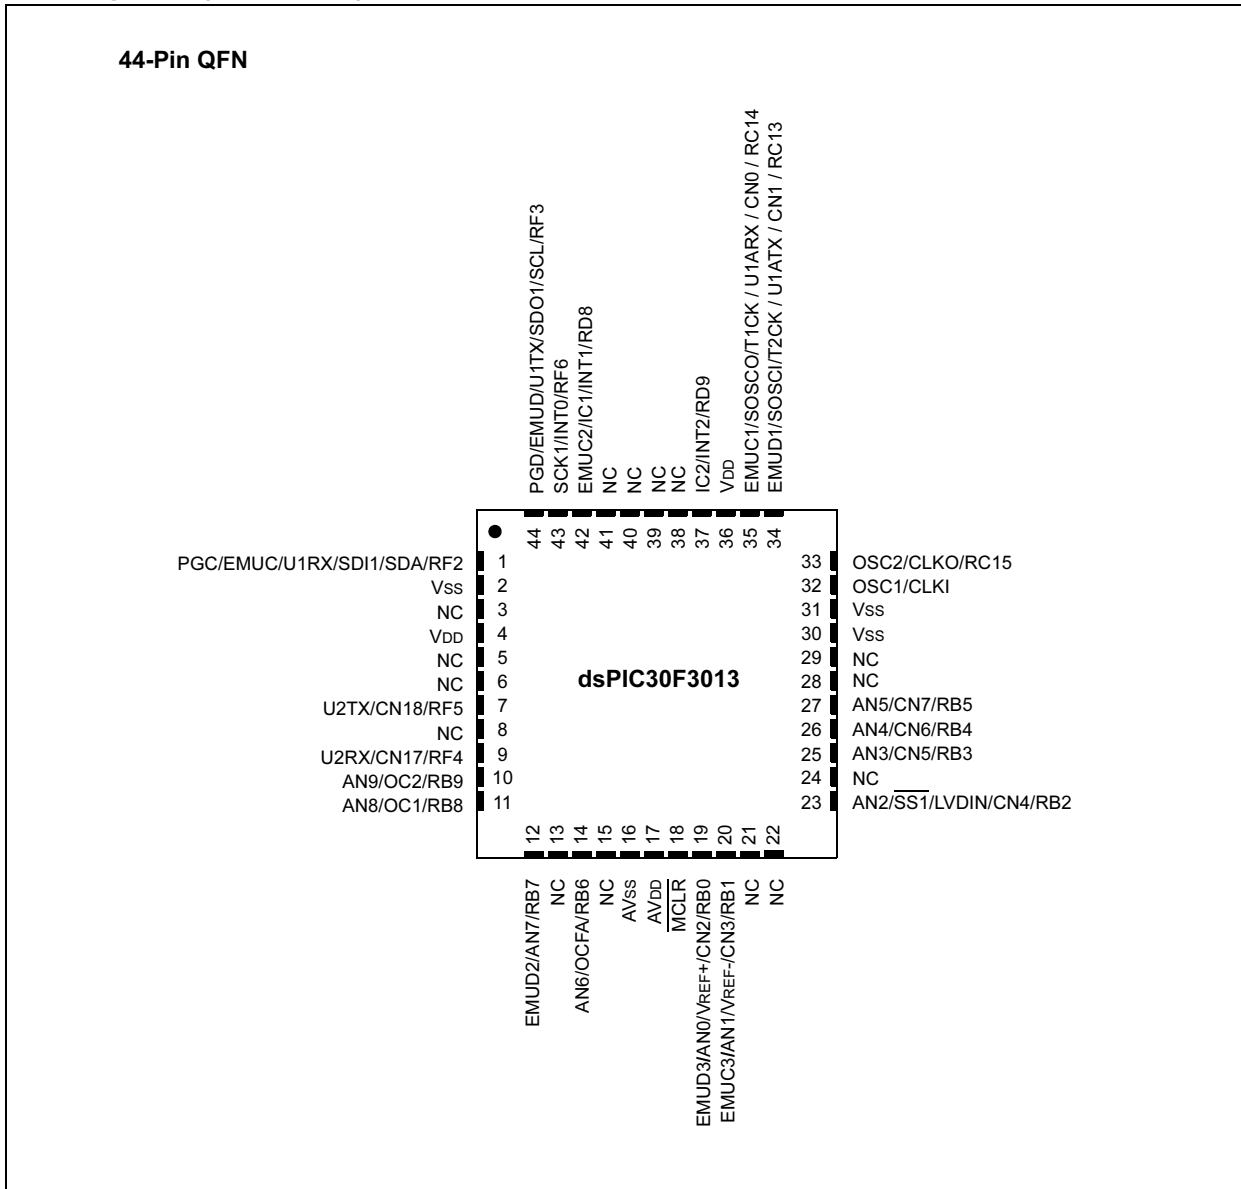 44-Pin QFN
PGD/EMUD/U1TX/SDO1/SCL/RF3
SCK1/INT0/RF6
EMUC2/IC1/INT1/RD8
NC
NC
NC
NC
IC2/INT2/RD9
VDD
EMUC1/SOSCO/T1CK / U1ARX / CN0 / RC14
EMUD1/SOSCI/T2CK / U1ATX / CN1 / RC13
44 43 42 41 40 39 38 37 36 35 34
PGC/EMUC/U1RX/SDI1/SDA/RF2 1
VSS 2
NC 3
VDD 4
NC 5
NC 6
U2TX/CN18/RF5 7
NC 8
U2RX/CN17/RF4 9
AN9/OC2/RB9 10
AN8/OC1/RB8 11
dsPIC30F3013
33 OSC2/CLKO/RC15
32 OSC1/CLKI
31 VSS
30 VSS
29 NC
28 NC
27 AN5/CN7/RB5
26 AN4/CN6/RB4
25 AN3/CN5/RB3
24 NC
23 AN2/SS1/LVDIN/CN4/RB2
12 13 14 15 16 17 18 19 20 21 22
EMUD2/AN7/RB7
NC
AN6/OCFA/RB6
NC
AVSS
AVDD
MCLR
EMUD3/AN0/VREF+/CN2/RB0
EMUC3/AN1/VREF-/CN3/RB1
NC
NC